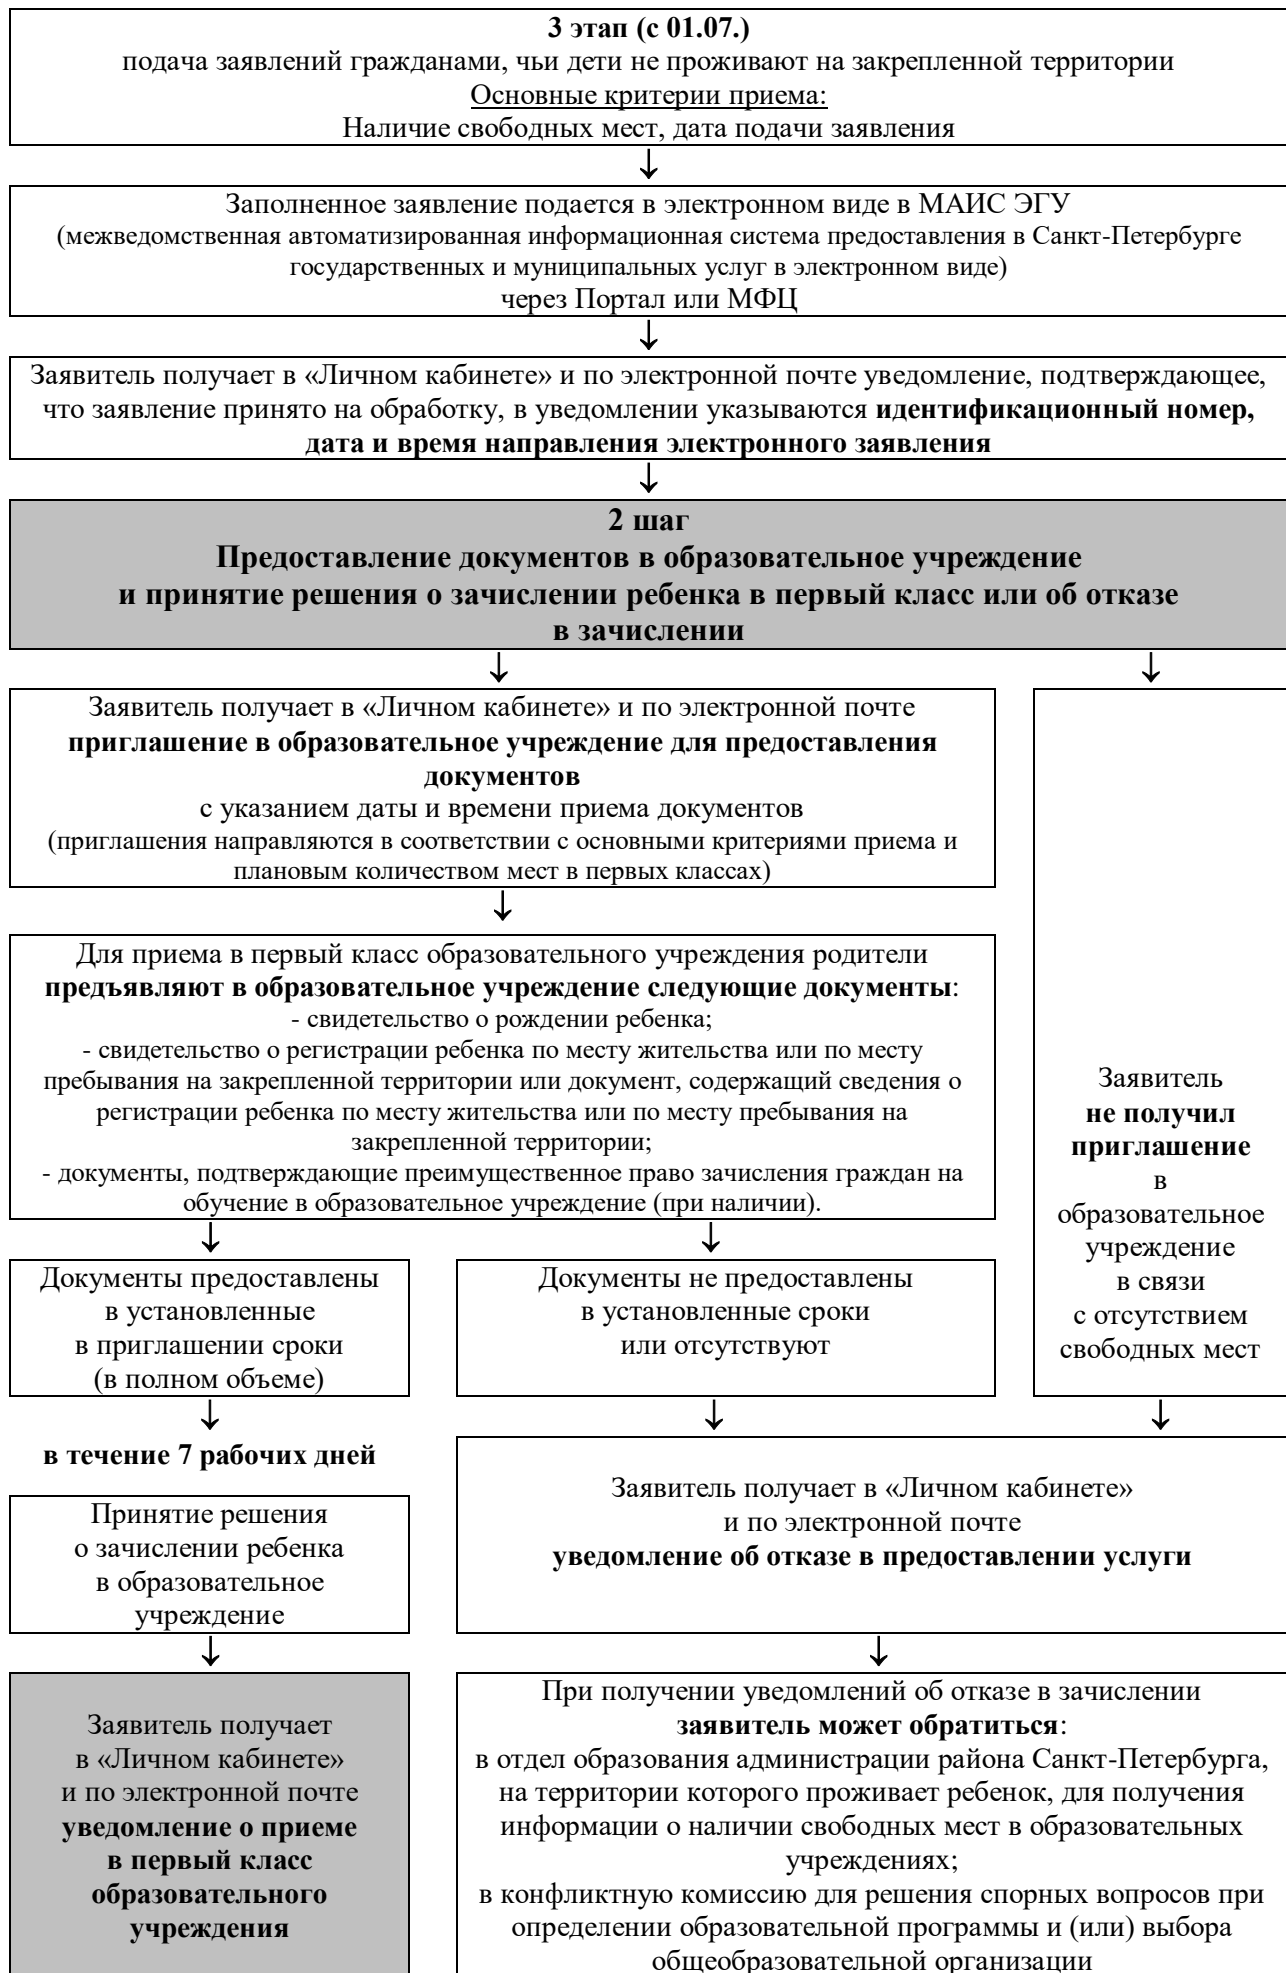 3 этап (с 01.07.)
подача заявлений гражданами, чьи дети не проживают на закрепленной территории
Основные критерии приема:
Наличие свободных мест, дата подачи заявления
Заполненное заявление подается в электронном виде в МАИС ЭГУ
(межведомственная автоматизированная информационная система предоставления в Санкт-Петербурге
государственных и муниципальных услуг в электронном виде)
через Портал или МФЦ
Заявитель получает в «Личном кабинете» и по электронной почте уведомление, подтверждающее,
что заявление принято на обработку, в уведомлении указываются идентификационный номер,
дата и время направления электронного заявления
2 шаг
Предоставление документов в образовательное учреждение
и принятие решения о зачислении ребенка в первый класс или об отказе
в зачислении
Заявитель получает в «Личном кабинете» и по электронной почте
приглашение в образовательное учреждение для предоставления
документов
с указанием даты и времени приема документов
(приглашения направляются в соответствии с основными критериями приема и
плановым количеством мест в первых классах)
Для приема в первый класс образовательного учреждения родители
предъявляют в образовательное учреждение следующие документы:
- свидетельство о рождении ребенка;
- свидетельство о регистрации ребенка по месту жительства или по месту
пребывания на закрепленной территории или документ, содержащий сведения о
регистрации ребенка по месту жительства или по месту пребывания на
закрепленной территории;
- документы, подтверждающие преимущественное право зачисления граждан на
обучение в образовательное учреждение (при наличии).
Заявитель
не получил
приглашение
в
образовательное
учреждение
в связи
с отсутствием
свободных мест
Документы предоставлены
в установленные
в приглашении сроки
(в полном объеме)
Документы не предоставлены
в установленные сроки
или отсутствуют
в течение 7 рабочих дней
Принятие решения
о зачислении ребенка
в образовательное
учреждение
Заявитель получает в «Личном кабинете»
и по электронной почте
уведомление об отказе в предоставлении услуги
Заявитель получает
в «Личном кабинете»
и по электронной почте
уведомление о приеме
в первый класс
образовательного
учреждения
При получении уведомлений об отказе в зачислении
заявитель может обратиться:
в отдел образования администрации района Санкт-Петербурга,
на территории которого проживает ребенок, для получения
информации о наличии свободных мест в образовательных
учреждениях;
в конфликтную комиссию для решения спорных вопросов при
определении образовательной программы и (или) выбора
общеобразовательной организации